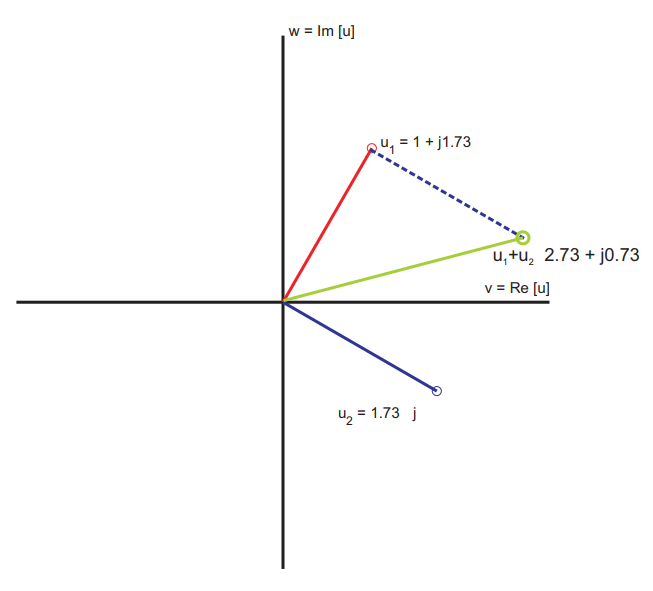 w = Im [u]
u₁ = 1 + j1.73
u₁+u₂ 2.73 + j0.73
v = Re [u]
u₂ = 1.73 j